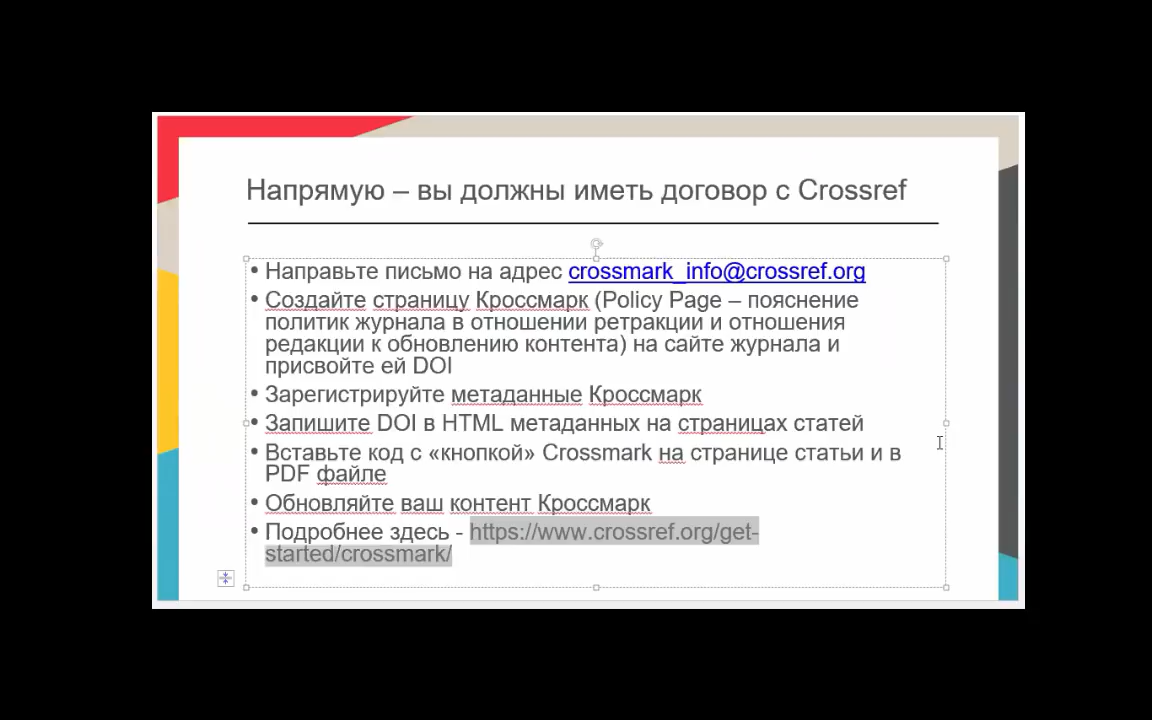 Напрямую – вы должны иметь договор с Crossref
• Направьте письмо на адрес crossmark_info@crossref.org
• Создайте страницу Кроссмарк (Policy Page – пояснение
политик журнала в отношении ретракции и отношения
редакции к обновлению контента) на сайте журнала и
присвойте ей DOI
• Зарегистрируйте метаданные Кроссмарк
• Запишите DOI в HTML метаданных на страницах статей
• Вставьте код с «кнопкой» Crossmark на странице статьи и в
PDF файле
• Обновляйте ваш контент Кроссмарк
• Подробнее здесь - https://www.crossref.org/get-
started/crossmark/